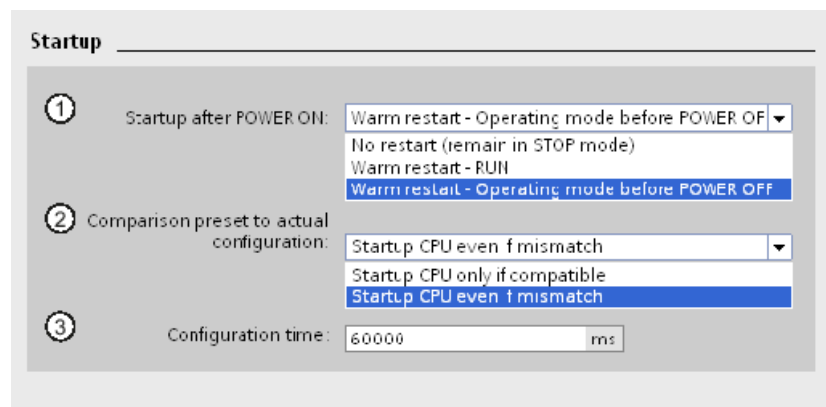 Startup
① Startup after POWER ON: Warm restart - Operating mode before POWER OF
No restart (remain in STOP mode)
Warm restart - RUN
Warm restart - Operating mode before POWER OFF
② Comparison preset to actual
configuration: Startup CPU even if mismatch
Startup CPU only if compatible
Startup CPU even if mismatch
③ Configuration time: 60000 ms